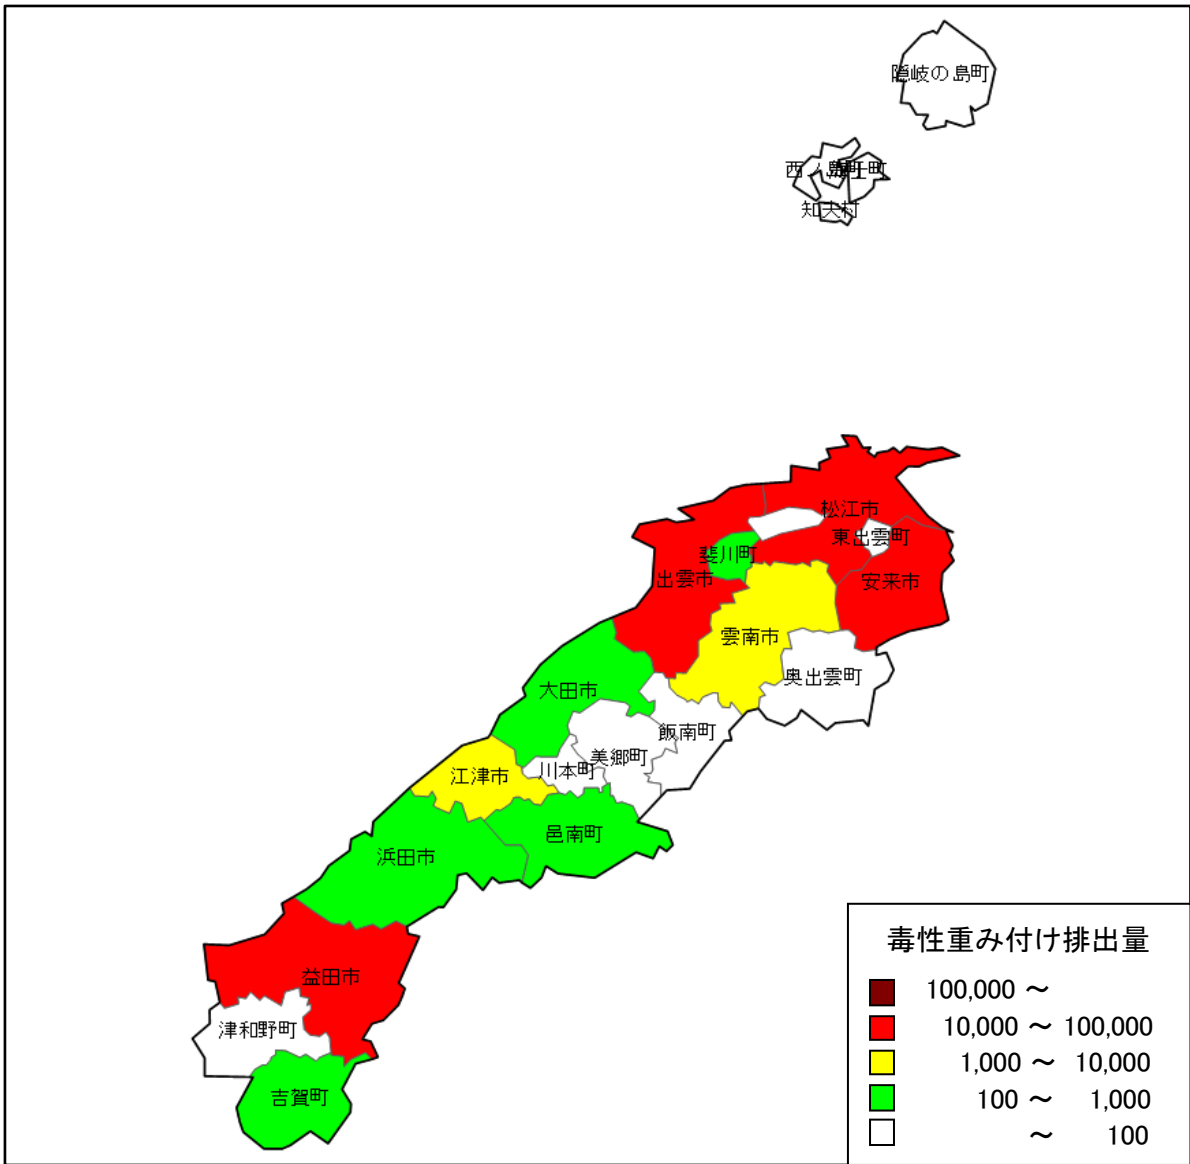 隠岐の島町
西ノ島町
海士町
知夫村
松江市
東出雲町
斐川町
出雲市
安来市
雲南市
奥出雲町
大田市
飯南町
美郷町
川本町
江津市
邑南町
浜田市
益田市
津和野町
吉賀町
毒性重み付け排出量
100,000 ～
10,000 ～ 100,000
1,000 ～ 10,000
100 ～ 1,000
～ 100